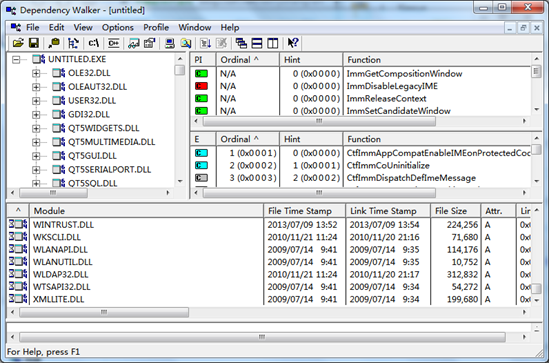 Dependency Walker - [untitled]
File Edit View Options Profile Window Help
UNTITLED.EXE
OLE32.DLL
OLEAUT32.DLL
USER32.DLL
GDI32.DLL
QT5WIDGETS.DLL
QT5MULTIMEDIA.DLL
QT5GUI.DLL
QT5SERIALPORT.DLL
QT5SQL.DLL
PI Ordinal ^ Hint Function
N/A 0 (0x0000) ImmGetCompositionWindow
N/A 0 (0x0000) ImmDisableLegacyIME
N/A 0 (0x0000) ImmReleaseContext
N/A 0 (0x0000) ImmSetCandidateWindow
E Ordinal ^ Hint Function
1 (0x0001) 0 (0x0000) CtfImmAppCompatEnableIMEonProtectedCod
2 (0x0002) 1 (0x0001) CtfImmCoUninitialize
3 (0x0003) 2 (0x0002) CtfImmDispatchDefImeMessage
^ Module File Time Stamp Link Time Stamp File Size Attr. Lin
WINTRUST.DLL 2013/07/09 13:52 2013/07/09 13:54 224,256 A 0x
WKSCLI.DLL 2010/11/21 11:24 2010/11/20 21:16 71,680 A 0x
WLANAPI.DLL 2009/07/14 9:41 2009/07/14 9:35 114,176 A 0x
WLANUTIL.DLL 2009/07/14 9:41 2009/07/14 9:35 10,752 A 0x
WLDAP32.DLL 2010/11/21 11:24 2010/11/20 21:17 312,832 A 0x
WTSAPI32.DLL 2009/07/14 9:41 2009/07/14 9:34 54,272 A 0x
XMLLITE.DLL 2009/07/14 9:41 2009/07/14 9:34 199,680 A 0x
For Help, press F1